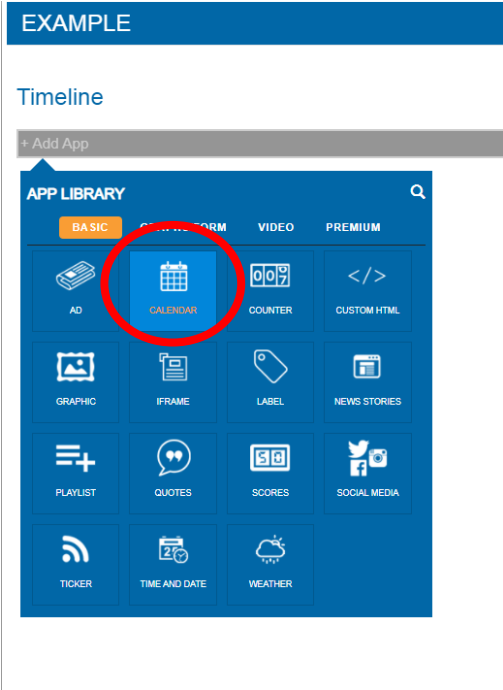 EXAMPLE
Timeline
+ Add App
APP LIBRARY
BASIC VIDEO PREMIUM
AD CALENDAR COUNTER CUSTOM HTML
GRAPHIC IFRAME LABEL NEWS STORIES
PLAYLIST QUOTES SCORES SOCIAL MEDIA
TICKER TIME AND DATE WEATHER